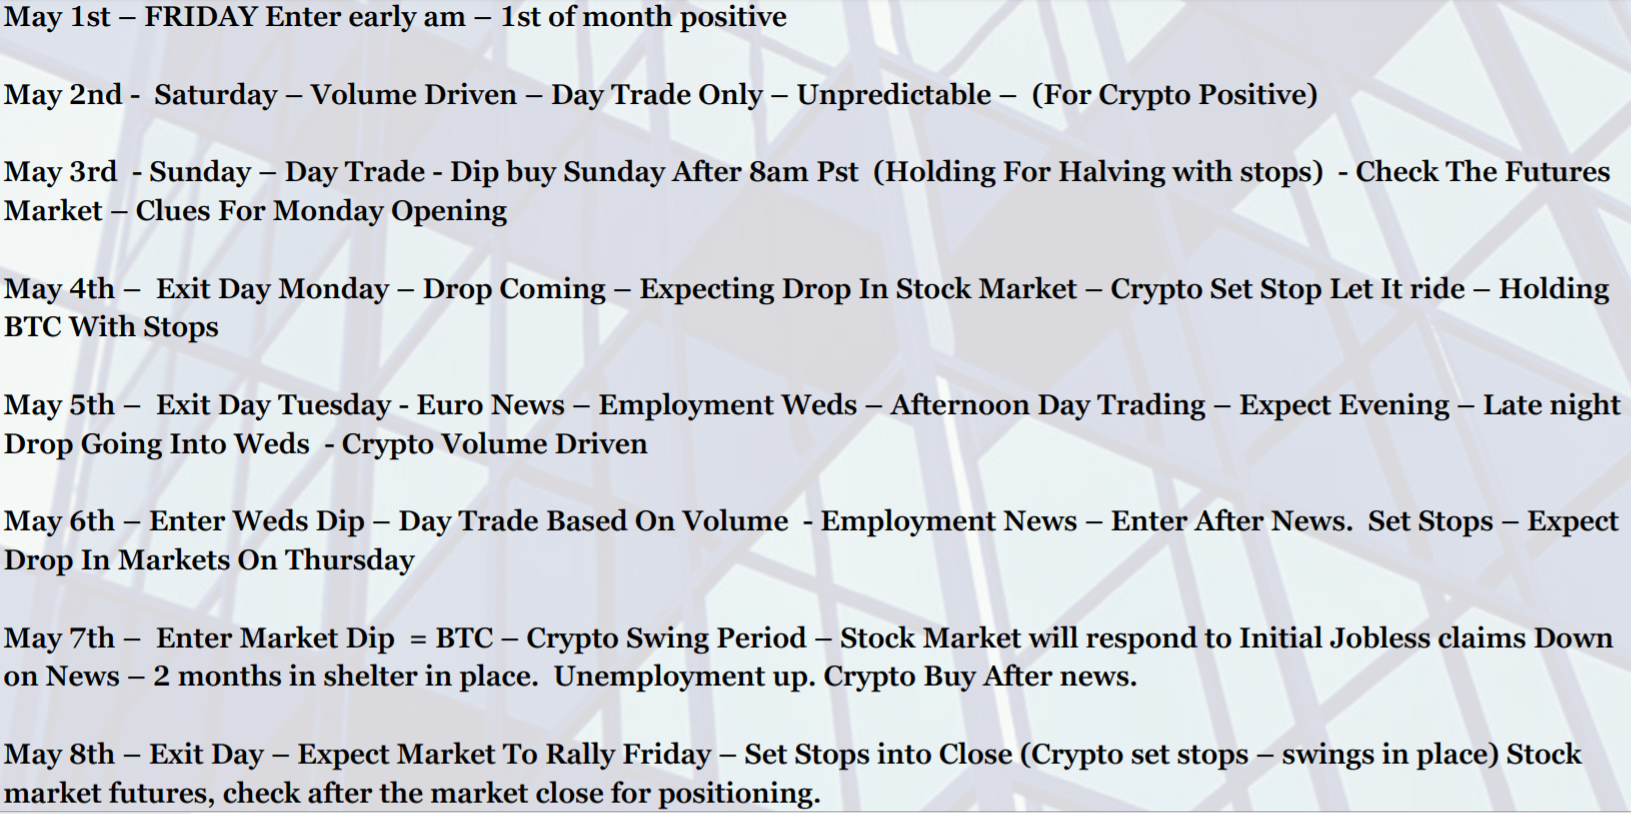 May 1st – FRIDAY Enter early am – 1st of month positive
May 2nd -  Saturday – Volume Driven – Day Trade Only – Unpredictable –  (For Crypto Positive)
May 3rd  - Sunday – Day Trade - Dip buy Sunday After 8am Pst  (Holding For Halving with stops)  - Check The Futures
Market – Clues For Monday Opening
May 4th –  Exit Day Monday – Drop Coming – Expecting Drop In Stock Market – Crypto Set Stop Let It ride – Holding
BTC With Stops
May 5th –  Exit Day Tuesday - Euro News – Employment Weds – Afternoon Day Trading – Expect Evening – Late night
Drop Going Into Weds  - Crypto Volume Driven
May 6th – Enter Weds Dip – Day Trade Based On Volume  - Employment News – Enter After News.  Set Stops – Expect
Drop In Markets On Thursday
May 7th –  Enter Market Dip  = BTC – Crypto Swing Period – Stock Market will respond to Initial Jobless claims Down
on News – 2 months in shelter in place.  Unemployment up. Crypto Buy After news.
May 8th – Exit Day – Expect Market To Rally Friday – Set Stops into Close (Crypto set stops – swings in place) Stock
market futures, check after the market close for positioning.